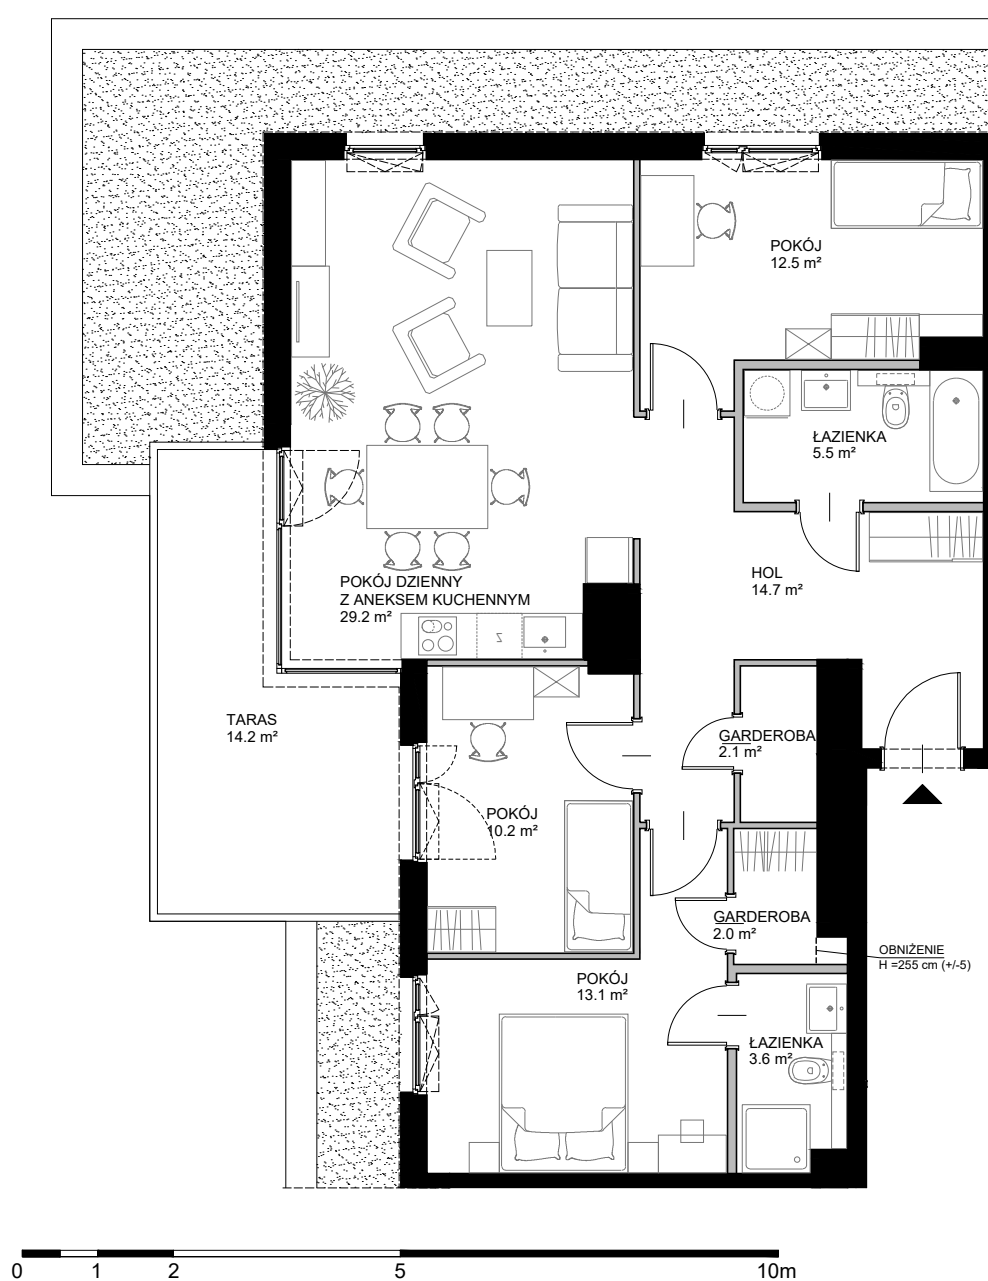 POKÓJ
12.5 m²
ŁAZIENKA
5.5 m²
HOL
14.7 m²
POKÓJ DZIENNY
Z ANEKSEM KUCHENNYM
29.2 m²
Z
TARAS
14.2 m²
GARDEROBA
2.1 m²
POKÓJ
10.2 m²
GARDEROBA
2.0 m²
OBNIŻENIE
H =255 cm (+/-5)
POKÓJ
13.1 m²
ŁAZIENKA
3.6 m²
0 1 2 5 10m